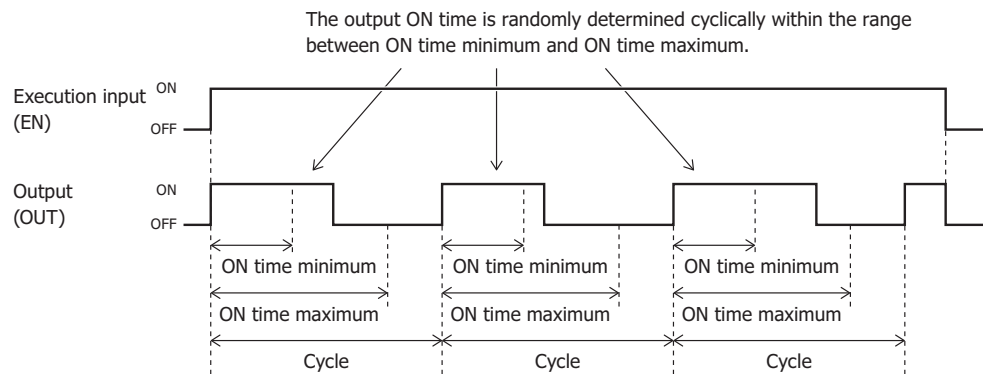 The output ON time is randomly determined cyclically within the range
between ON time minimum and ON time maximum.
Execution input
(EN)
ON
OFF
Output
(OUT)
ON
OFF
ON time minimum
ON time minimum
ON time minimum
ON time maximum
ON time maximum
ON time maximum
Cycle
Cycle
Cycle